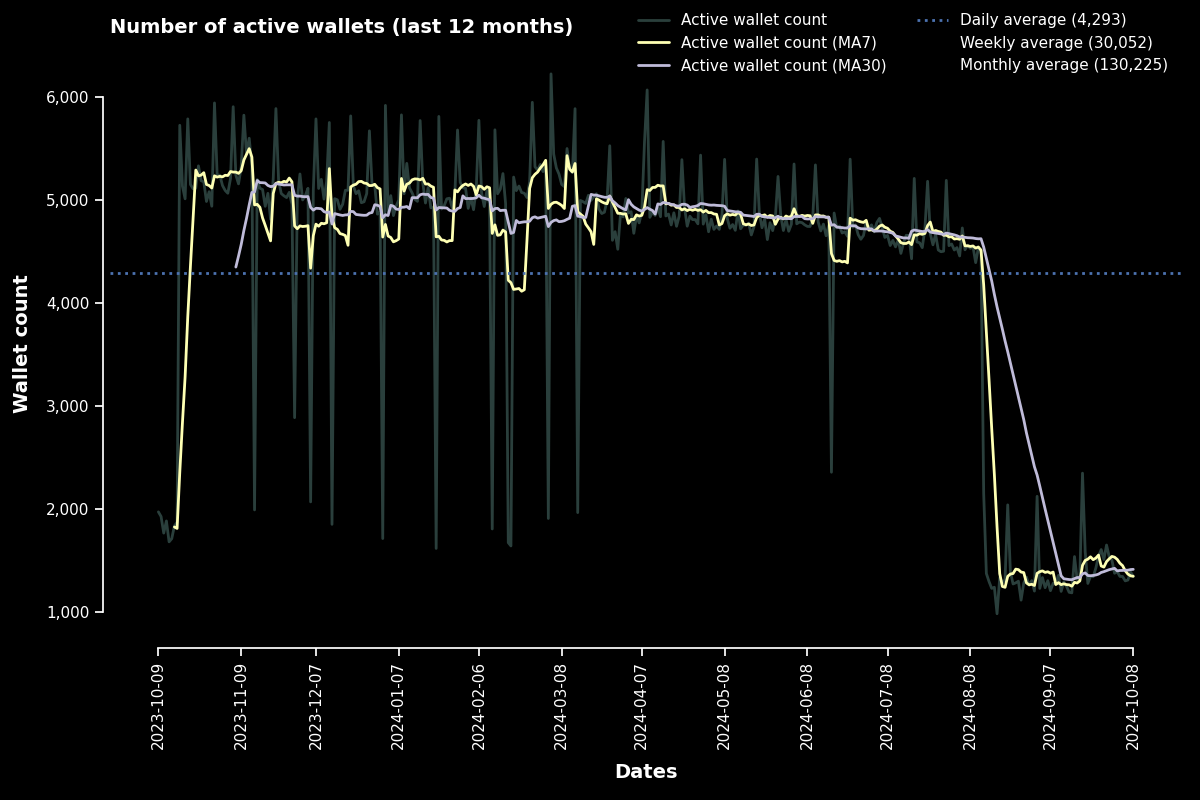 Number of active wallets (last 12 months)
Active wallet count
Active wallet count (MA7)
Active wallet count (MA30)
Daily average (4,293)
Weekly average (30,052)
Monthly average (130,225)
Wallet count
6,000
5,000
4,000
3,000
2,000
1,000
2023-10-09
2023-11-09
2023-12-07
2024-01-07
2024-02-06
2024-03-08
2024-04-07
2024-05-08
2024-06-08
2024-07-08
2024-08-08
2024-09-07
2024-10-08
Dates